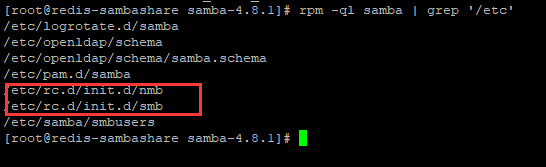 [root@redis-sambashare samba-4.8.1]# rpm -ql samba | grep '/etc'
/etc/logrotate.d/samba
/etc/openldap/schema
/etc/openldap/schema/samba.schema
/etc/pam.d/samba
/etc/rc.d/init.d/nmb
/etc/rc.d/init.d/smb
/etc/samba/smbusers
[root@redis-sambashare samba-4.8.1]#